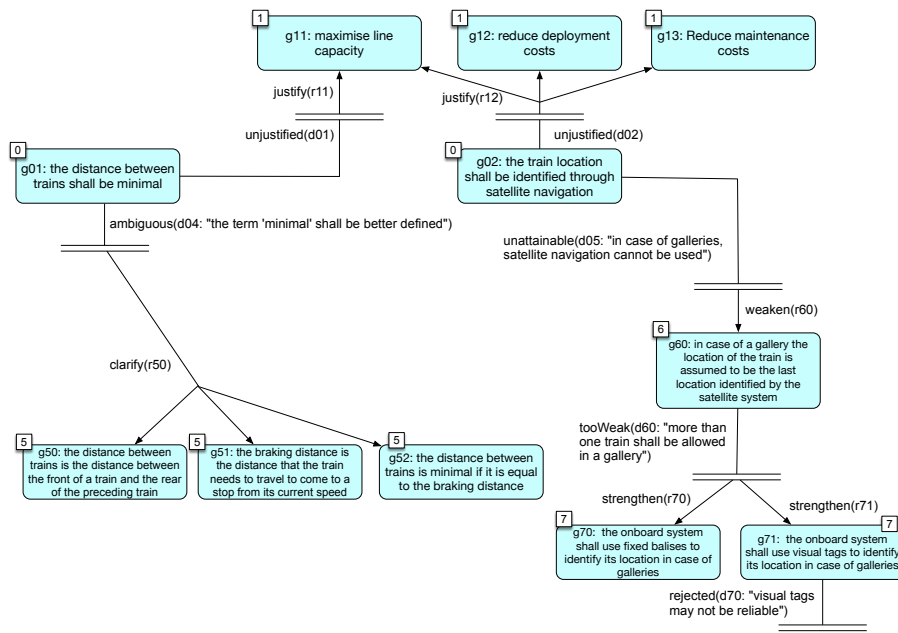 1
g11: maximise line
capacity
1
g12: reduce deployment
costs
1
g13: Reduce maintenance
costs
justify(r11)
justify(r12)
unjustified(d01)
unjustified(d02)
0
g01: the distance between
trains shall be minimal
0
g02: the train location
shall be identified through
satellite navigation
ambiguous(d04: "the term 'minimal' shall be better defined")
unattainable(d05: "in case of galleries,
satellite navigation cannot be used")
weaken(r60)
6
g60: in case of a gallery the
location of the train is
assumed to be the last
location identified by the
satellite system
clarify(r50)
5
g50: the distance between
trains is the distance between
the front of a train and the rear
of the preceding train
5
g51: the braking distance is
the distance that the train
needs to travel to come to a
stop from its current speed
5
g52: the distance between
trains is minimal if it is equal
to the braking distance
tooWeak(d60: "more than
one train shall be allowed
in a gallery")
strengthen(r70)
strengthen(r71)
7
g70: the onboard system
shall use fixed balises to
identify its location in case of
galleries
7
g71: the onboard system
shall use visual tags to identify
its location in case of galleries
rejected(d70: "visual tags
may not be reliable")